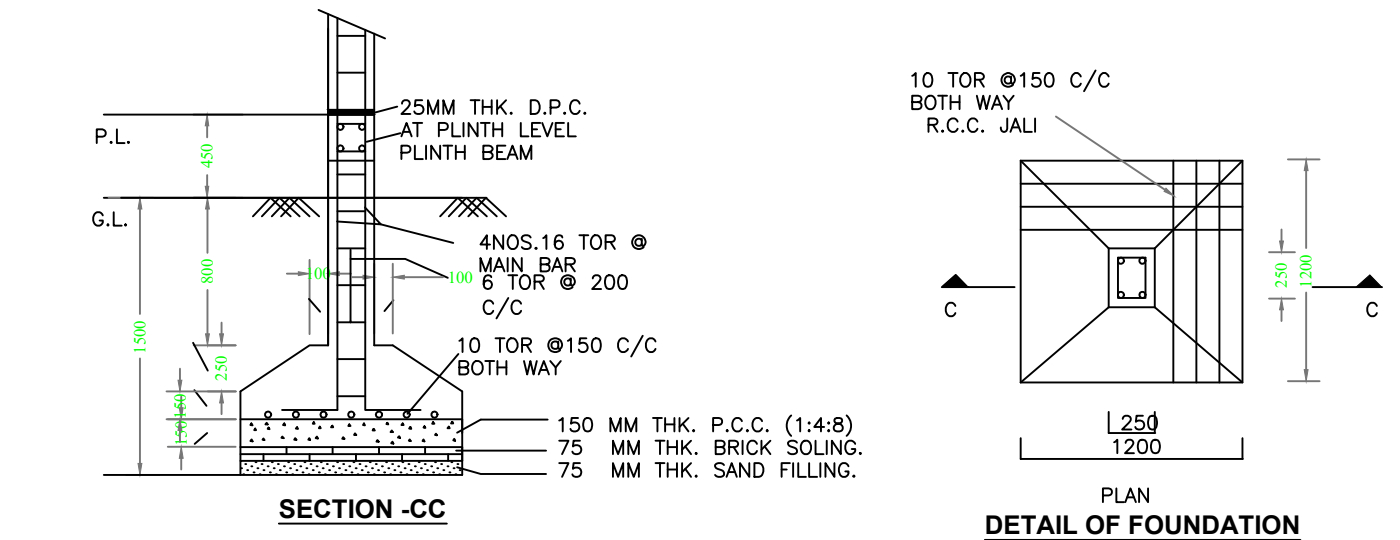 25MM THK. D.P.C.
AT PLINTH LEVEL
PLINTH BEAM
P.L.
450
G.L.
4NOS.16 TOR @
MAIN BAR
6 TOR @ 200
C/C
100
100
800
1500
250
10 TOR @150 C/C
BOTH WAY
150
150
150 MM THK. P.C.C. (1:4:8)
75 MM THK. BRICK SOLING.
75 MM THK. SAND FILLING.
SECTION -CC
10 TOR @150 C/C
BOTH WAY
R.C.C. JALI
250
1200
C
C
250
1200
PLAN
DETAIL OF FOUNDATION